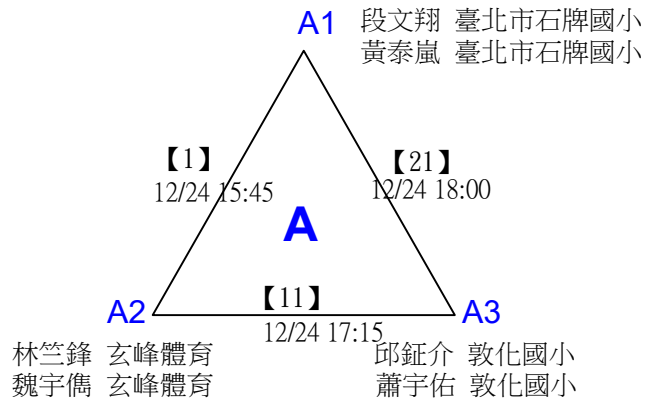 A1
段文翔 臺北市石牌國小
黃泰嵐 臺北市石牌國小
【1】
12/24 15:45
【21】
12/24 18:00
A
A2
【11】
12/24 17:15
A3
林竺鋒 玄峰體育
魏宇儁 玄峰體育
邱鉦介 敦化國小
蕭宇佑 敦化國小